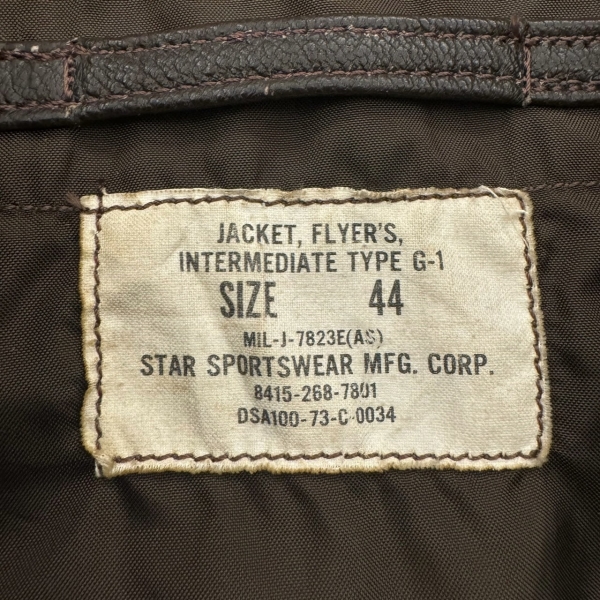 JACKET, FLYER'S,
INTERMEDIATE TYPE G-1
SIZE 44
MIL-J-7823E(AS)
STAR SPORTSWEAR MFG. CORP.
8415-268-7801
DSA100-73-C-0034